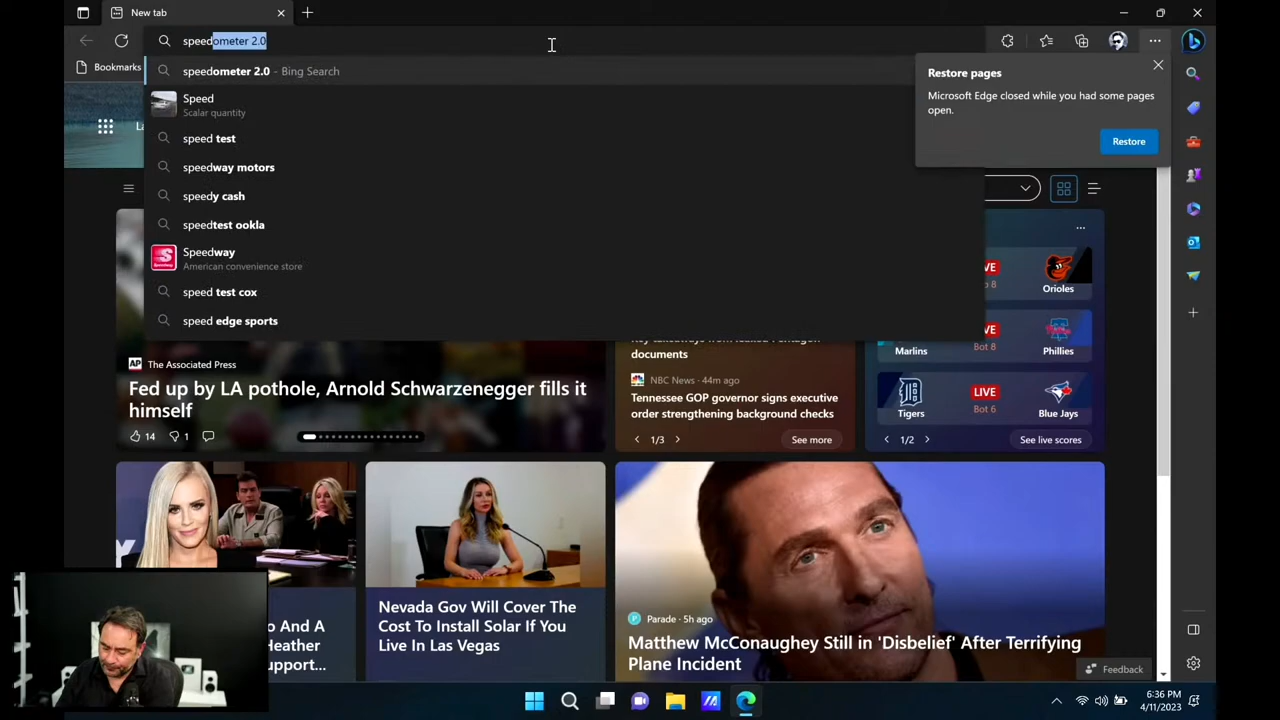 New tab
speedometer 2.0
Bookmarks
speedometer 2.0 - Bing Search
Speed
Scalar quantity
speed test
speedway motors
speedy cash
speedtest ookla
Speedway
American convenience store
speed test cox
speed edge sports
Restore pages
Microsoft Edge closed while you had some pages
open.
Restore
La
The Associated Press
Fed up by LA pothole, Arnold Schwarzenegger fills it
himself
14
1
documents
NBC News · 44m ago
Tennessee GOP governor signs executive
order strengthening background checks
1/3
See more
Orioles
Bot 8
Marlins
Phillies
LIVE
Bot 6
Tigers
Blue Jays
1/2
See live scores
o And A
Heather
upport...
Nevada Gov Will Cover The
Cost To Install Solar If You
Live In Las Vegas
Parade · 5h ago
Matthew McConaughey Still in 'Disbelief' After Terrifying
Plane Incident
Feedback
6:36 PM
4/11/2023